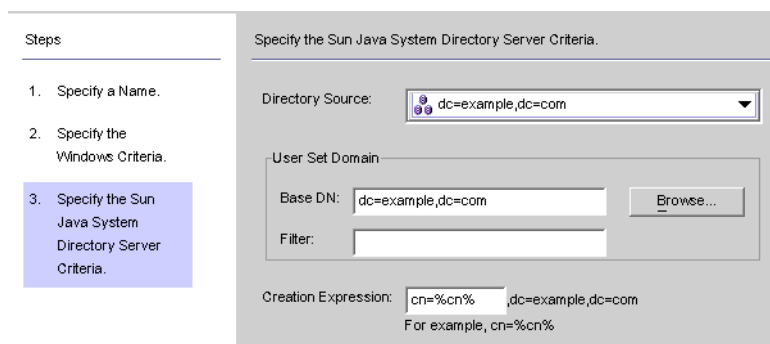 Steps
1. Specify a Name.
2. Specify the
Windows Criteria.
3. Specify the Sun
Java System
Directory Server
Criteria.
Specify the Sun Java System Directory Server Criteria.
Directory Source: dc=example,dc=com
User Set Domain
Base DN: dc=example,dc=com Browse...
Filter:
Creation Expression: cn=%cn% ,dc=example,dc=com
For example, cn=%cn%